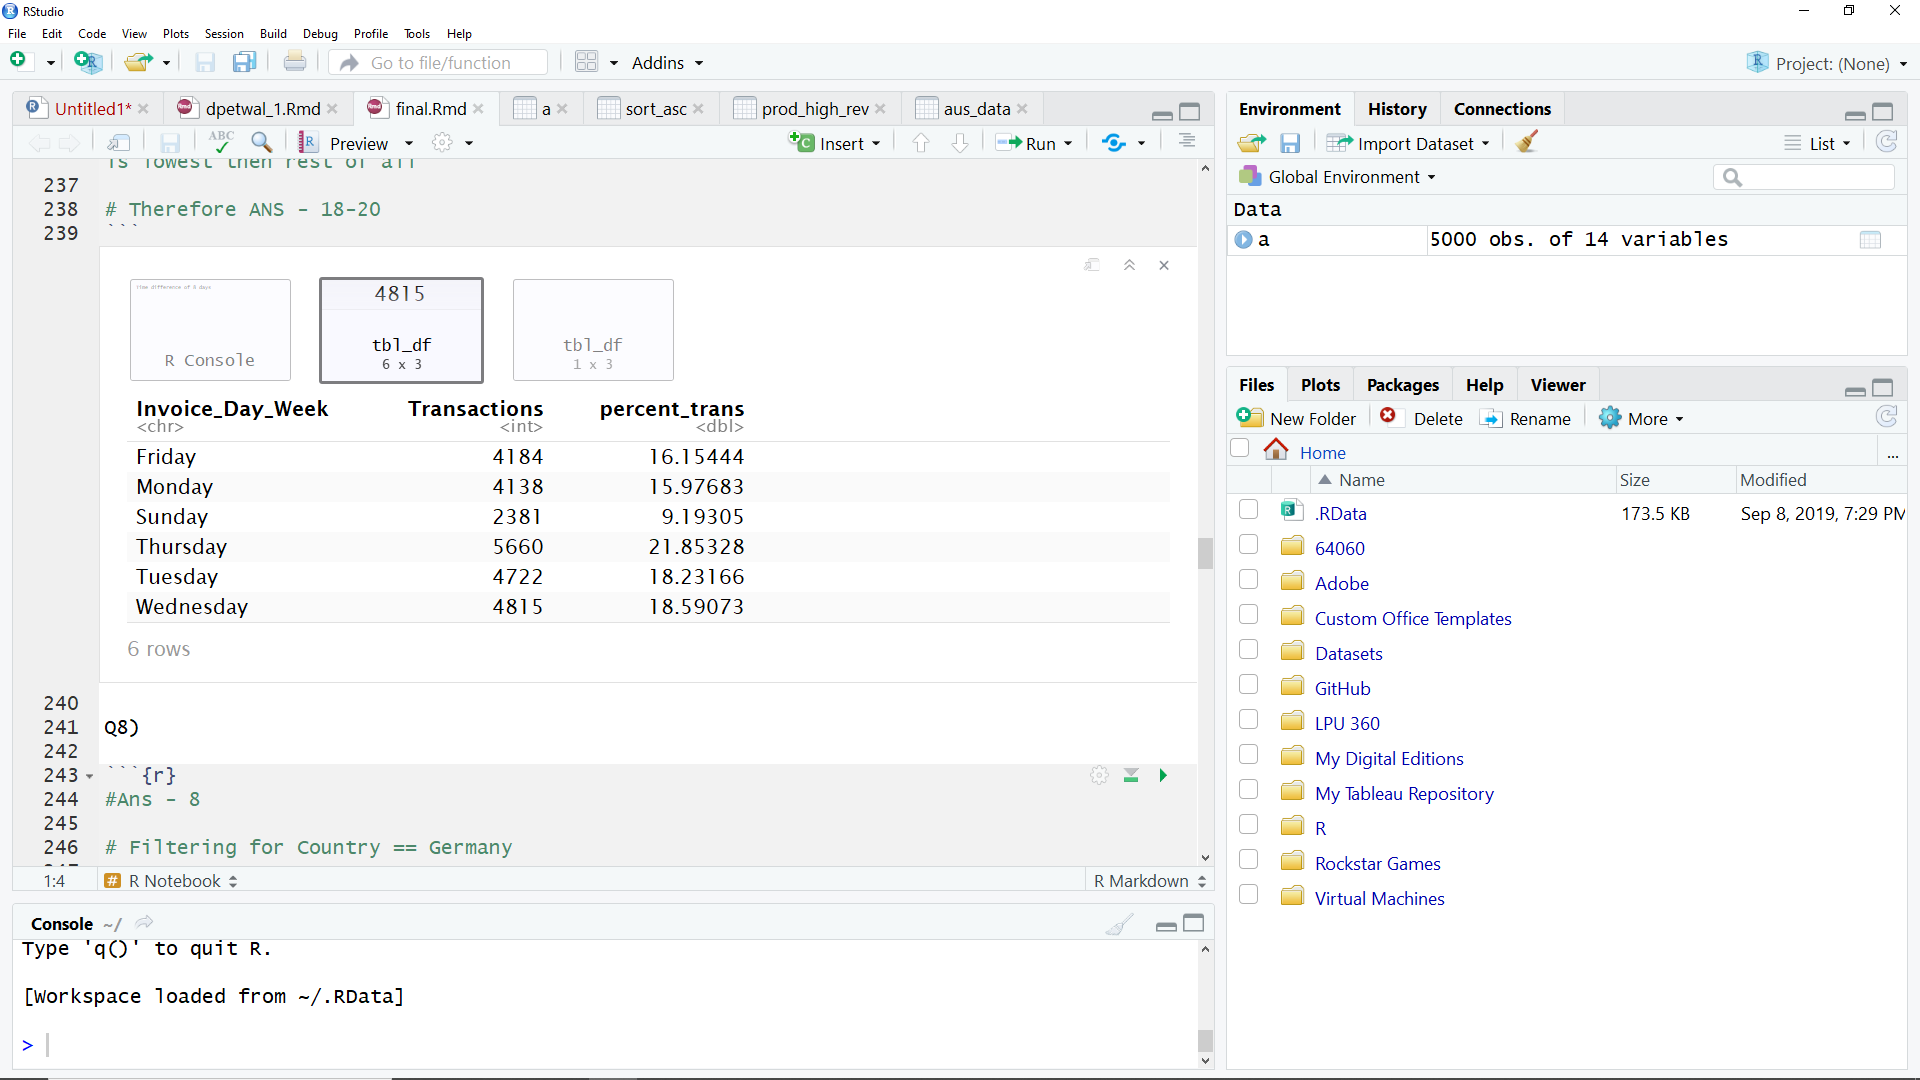 RStudio
File Edit Code View Plots Session Build Debug Profile Tools Help
Go to file/function Addins Project: (None)
Untitled1* dpetwal_1.Rmd final.Rmd a sort_asc prod_high_rev aus_data
ABC Preview Insert Run
is lowest then rest of all
237
238 # Therefore ANS - 18-20
239 ```
Time difference of 8 days
R Console
4815
tbl_df
6 x 3
tbl_df
1 x 3
Invoice_Day_Week Transactions percent_trans
<chr> <int> <dbl>
Friday 4184 16.15444
Monday 4138 15.97683
Sunday 2381 9.19305
Thursday 5660 21.85328
Tuesday 4722 18.23166
Wednesday 4815 18.59073
6 rows
240
241 Q8)
242
243 ```{r}
244 #Ans - 8
245
246 # Filtering for Country == Germany
247
1:4 # R Notebook R Markdown
Console ~/
Type 'q()' to quit R.
[Workspace loaded from ~/.RData]
>
Environment History Connections
Import Dataset List
Global Environment
Data
a 5000 obs. of 14 variables
Files Plots Packages Help Viewer
New Folder Delete Rename More
Home ...
Name Size Modified
.RData 173.5 KB Sep 8, 2019, 7:29 PM
64060
Adobe
Custom Office Templates
Datasets
GitHub
LPU 360
My Digital Editions
My Tableau Repository
R
Rockstar Games
Virtual Machines